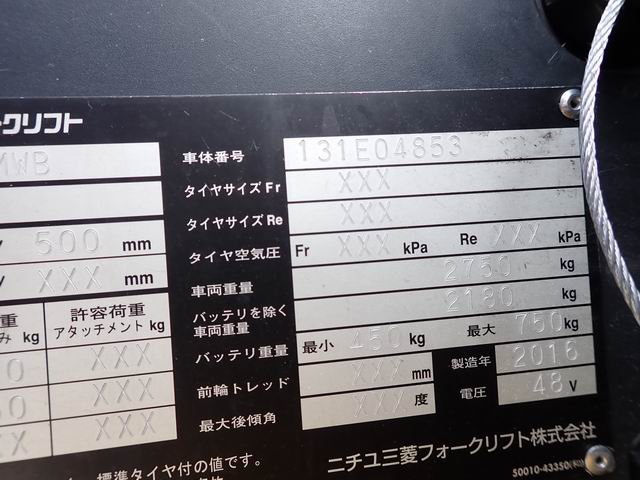 ークリフト
MWB
車体番号 131E04853
タイヤサイズ Fr XXX
タイヤサイズ Re XXX
500 mm
タイヤ空気圧 Fr XXX kPa Re XXX kPa
XXX mm
車両重量 2750 kg
バッテリを除く車両重量 2180 kg
重 許容荷重
み kg アタッチメント kg
バッテリ重量 最小 450 kg 最大 750 kg
0 XXX
前輪トレッド XXX mm 製造年 2016
0 XXX
最大後傾角 XXX 度 電圧 48 V
XX XXX
標準タイヤ付の値です。
ニチユ三菱フォークリフト株式会社
50010-43350